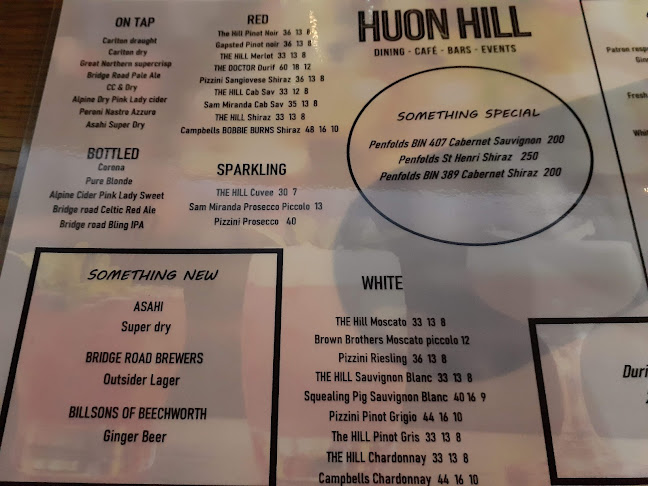 ON TAP
Carlton draught
Carlton dry
Great Northern supercrisp
Bridge Road Pale Ale
CC & Dry
Alpine Dry Pink Lady cider
Peroni Nastro Azzuro
Asahi Super Dry
BOTTLED
Corona
Pure Blonde
Alpine Cider Pink Lady Sweet
Bridge road Celtic Red Ale
Bridge road Bling IPA
RED
The Hill Pinot Noir 36 13 8
Gapsted Pinot noir 36 13 8
THE HILL Merlot 33 13 8
THE DOCTOR Durif 60 18 12
Pizzini Sangiovese Shiraz 36 13 8
THE HILL Cab Sav 33 12 8
Sam Miranda Cab Sav 35 13 8
THE HILL Shiraz 33 13 8
Campbells BOBBIE BURNS Shiraz 48 16 10
SPARKLING
THE HILL Cuvee 30 7
Sam Miranda Prosecco Piccolo 13
Pizzini Prosecco 40
HUON HILL
DINING - CAFÉ - BARS - EVENTS
SOMETHING SPECIAL
Penfolds BIN 407 Cabernet Sauvignon 200
Penfolds St Henri Shiraz 250
Penfolds BIN 389 Cabernet Shiraz 200
SOMETHING NEW
ASAHI
Super dry
BRIDGE ROAD BREWERS
Outsider Lager
BILLSONS OF BEECHWORTH
Ginger Beer
WHITE
THE Hill Moscato 33 13 8
Brown Brothers Moscato piccolo 12
Pizzini Riesling 36 13 8
THE HILL Sauvignon Blanc 33 13 8
Squealing Pig Sauvignon Blanc 40 16 9
Pizzini Pinot Grigio 44 16 10
The HILL Pinot Gris 33 13 8
THE HILL Chardonnay 33 13 8
Campbells Chardonnay 44 16 10
Patron resp
Fresh
Whi
Duri